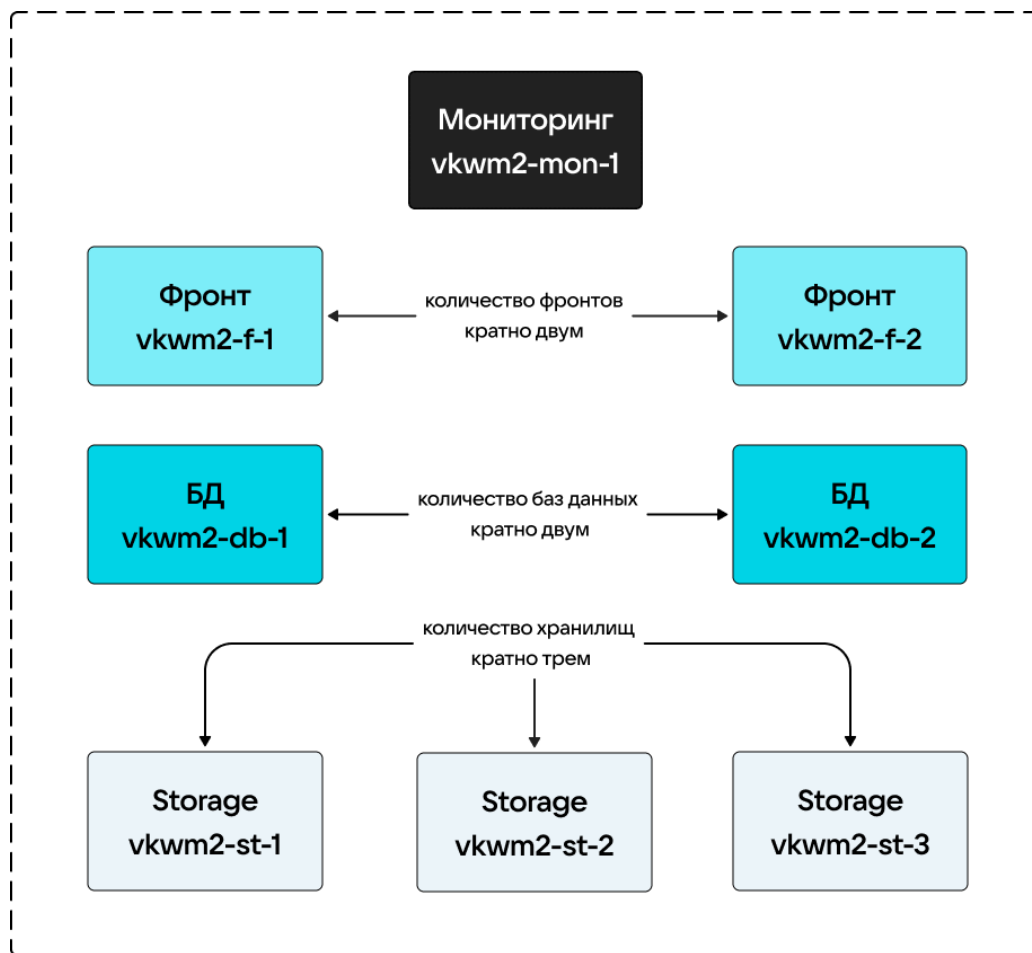 Мониторинг
vkwm2-mon-1
Фронт
vkwm2-f-1
количество фронтов
кратно двум
Фронт
vkwm2-f-2
БД
vkwm2-db-1
количество баз данных
кратно двум
БД
vkwm2-db-2
количество хранилищ
кратно трем
Storage
vkwm2-st-1
Storage
vkwm2-st-2
Storage
vkwm2-st-3